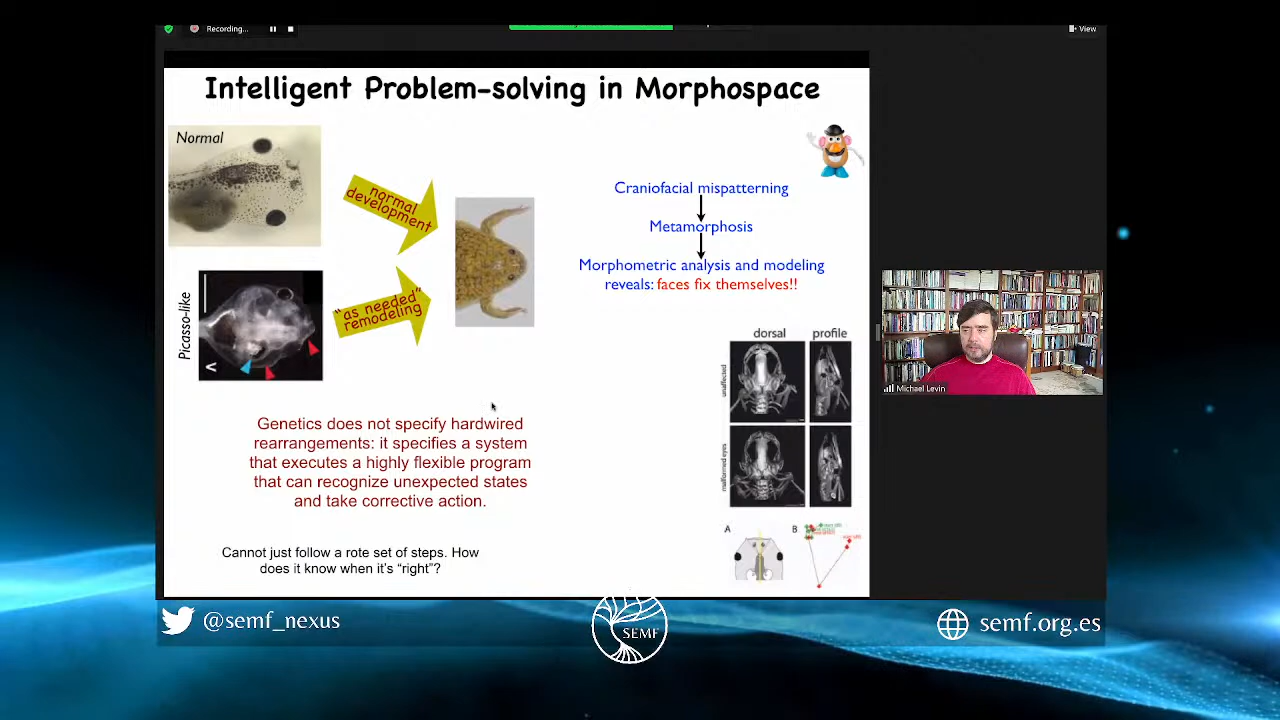 Recording...
View
Intelligent Problem-solving in Morphospace
Normal
normal
development
Picasso-like
"as needed"
remodeling
Craniofacial mispatterning
Metamorphosis
Morphometric analysis and modeling
reveals: faces fix themselves!!
dorsal profile
unaffected
malformed eyes
A B
Genetics does not specify hardwired
rearrangements: it specifies a system
that executes a highly flexible program
that can recognize unexpected states
and take corrective action.
Cannot just follow a rote set of steps. How
does it know when it's "right"?
Michael Levin
@semf_nexus
SEMF
semf.org.es